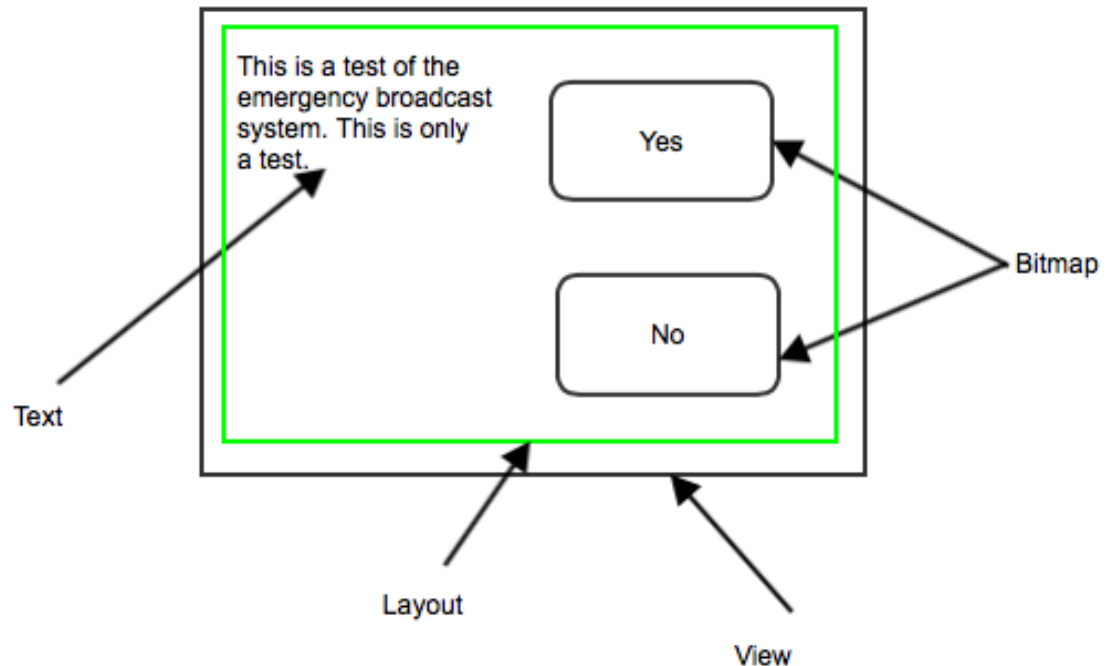 This is a test of the
emergency broadcast
system. This is only
a test.
Yes
No
Bitmap
Text
Layout
View